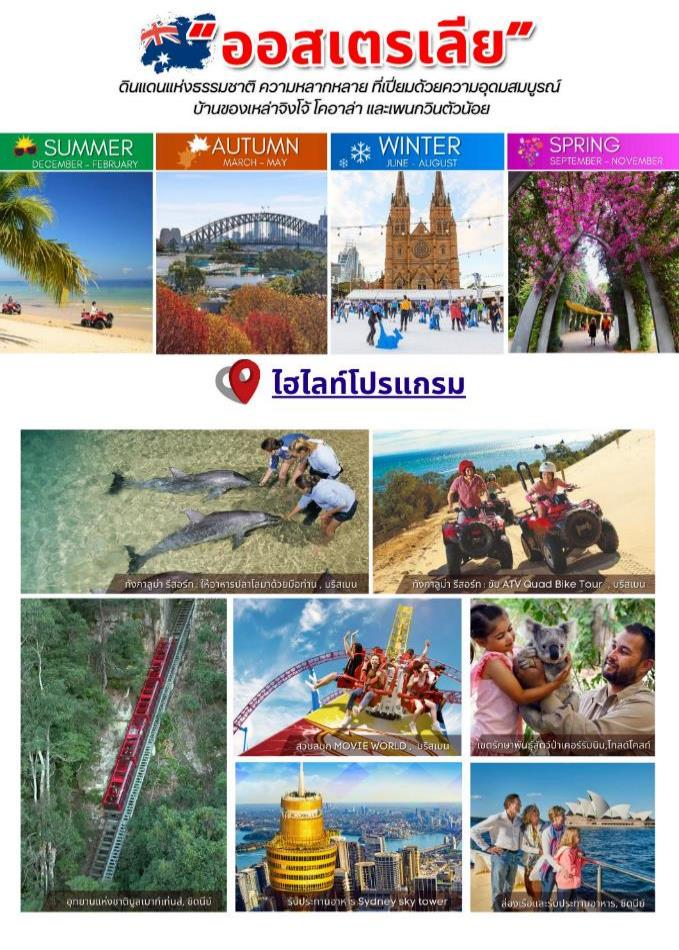 “ออสเตรเลีย”
ดินแดนแห่งธรรมชาติ ความหลากหลาย ที่เปี่ยมด้วยความอุดมสมบูรณ์
บ้านของเหล่าจิงโจ้ โคอาล่า และเพนกวินตัวน้อย
SUMMER
DECEMBER – FEBRUARY
AUTUMN
MARCH – MAY
WINTER
JUNE – AUGUST
SPRING
SEPTEMBER – NOVEMBER
ไฮไลท์โปรแกรม
ทังกาลูม่า รีสอร์ท : ให้อาหารปลาโลมาด้วยมือท่าน , บริสเบน
ทังกาลูม่า รีสอร์ท : ขับ ATV Quad Bike Tour , บริสเบน
สวนสนุก MOVIE WORLD , บริสเบน
เขตรักษาพันธุ์สัตว์ป่าเคอร์รัมบิน,โกลด์โคสท์
อุทยานแห่งชาติบูลเมาท์เท่นส์, ซิดนีย์
รับประทานอาหาร Sydney sky tower
ล่องเรือและรับประทานอาหาร, ซิดนีย์